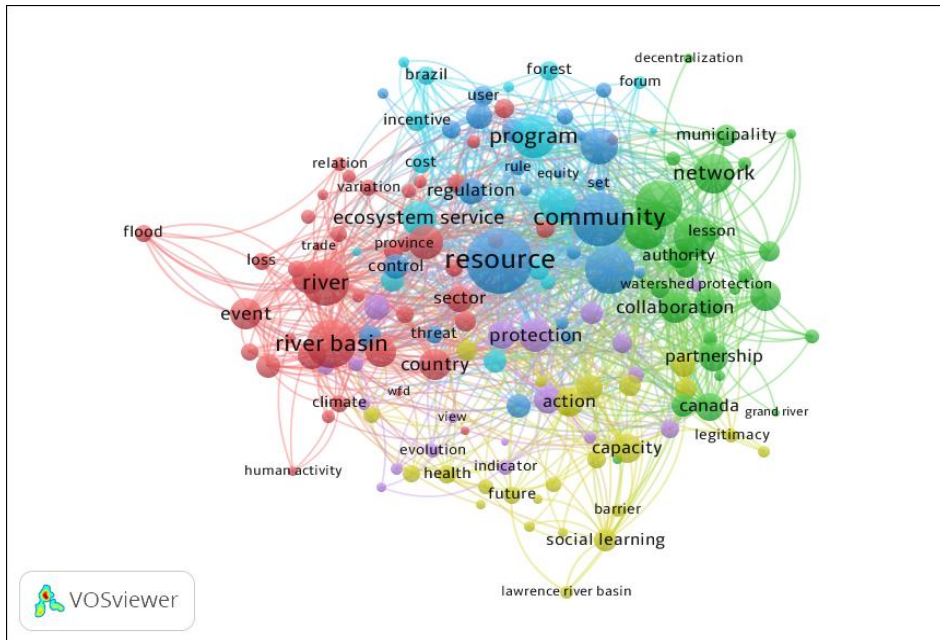 decentralization
brazil
forest
forum
user
incentive
program
municipality
relation
cost
rule
equity
network
variation
regulation
set
ecosystem service
community
flood
trade
province
lesson
loss
control
resource
authority
river
watershed protection
sector
collaboration
event
threat
protection
river basin
country
partnership
climate
wfd
action
canada
view
grand river
evolution
capacity
legitimacy
human activity
health
indicator
future
barrier
social learning
lawrence river basin
VOSviewer